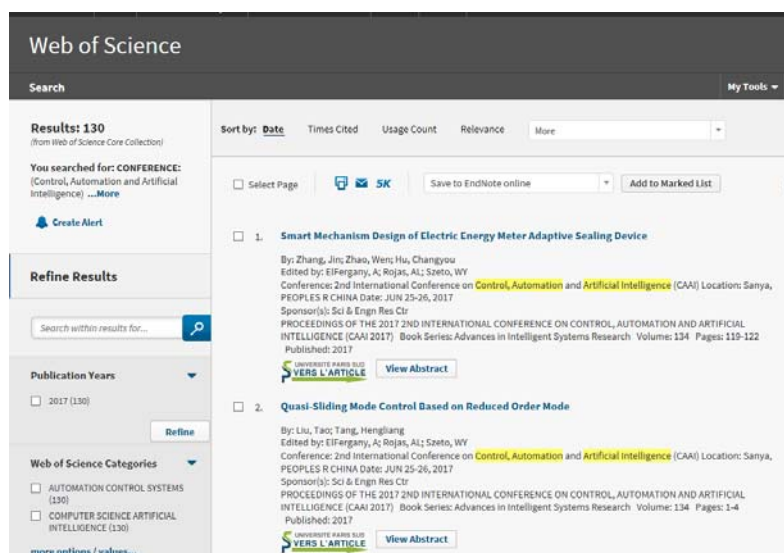 Web of Science
Search
My Tools
Results: 130
(from Web of Science Core Collection)
You searched for: CONFERENCE:
(Control, Automation and Artificial
Intelligence) ...More
Create Alert
Refine Results
Search within results for...
Publication Years
2017 (130)
Refine
Web of Science Categories
AUTOMATION CONTROL SYSTEMS
(130)
COMPUTER SCIENCE ARTIFICIAL
INTELLIGENCE (130)
more options / values...
Sort by: Date Times Cited Usage Count Relevance More
Select Page 5K Save to EndNote online Add to Marked List
1. Smart Mechanism Design of Electric Energy Meter Adaptive Sealing Device
By: Zhang, Jin; Zhao, Wen; Hu, Changyou
Edited by: ElFergany, A; Rojas, AL; Szeto, WY
Conference: 2nd International Conference on Control, Automation and Artificial Intelligence (CAAI) Location: Sanya,
PEOPLES R CHINA Date: JUN 25-26, 2017
Sponsor(s): Sci & Engn Res Ctr
PROCEEDINGS OF THE 2017 2ND INTERNATIONAL CONFERENCE ON CONTROL, AUTOMATION AND ARTIFICIAL
INTELLIGENCE (CAAI 2017) Book Series: Advances in Intelligent Systems Research Volume: 134 Pages: 119-122
Published: 2017
UNIVERSITÉ PARIS SUD
VERS L'ARTICLE
View Abstract
2. Quasi-Sliding Mode Control Based on Reduced Order Mode
By: Liu, Tao; Tang, Hengliang
Edited by: ElFergany, A; Rojas, AL; Szeto, WY
Conference: 2nd International Conference on Control, Automation and Artificial Intelligence (CAAI) Location: Sanya,
PEOPLES R CHINA Date: JUN 25-26, 2017
Sponsor(s): Sci & Engn Res Ctr
PROCEEDINGS OF THE 2017 2ND INTERNATIONAL CONFERENCE ON CONTROL, AUTOMATION AND ARTIFICIAL
INTELLIGENCE (CAAI 2017) Book Series: Advances in Intelligent Systems Research Volume: 134 Pages: 1-4
Published: 2017
UNIVERSITÉ PARIS SUD
VERS L'ARTICLE
View Abstract